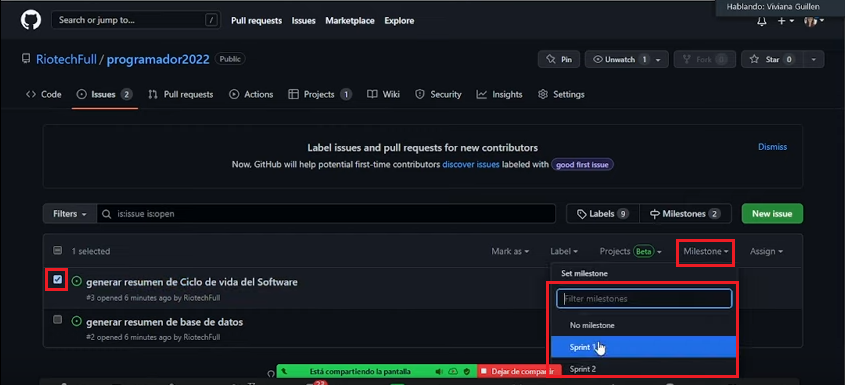 Hablando: Viviana Guillen
Search or jump to... / Pull requests Issues Marketplace Explore
RiotechFull / programador2022 Public Pin Unwatch 1 Fork 0 Star 0
Code Issues 2 Pull requests Actions Projects 1 Wiki Security Insights Settings
Label issues and pull requests for new contributors Dismiss
Now, GitHub will help potential first-time contributors discover issues labeled with good first issue
Filters is:issue is:open Labels 9 Milestones 2 New issue
1 selected Mark as Label Projects Beta Milestone Assign
Set milestone
generar resumen de Ciclo de vida del Software
#3 opened 6 minutes ago by RiotechFull
Filter milestones
No milestone
generar resumen de base de datos
#2 opened 6 minutes ago by RiotechFull
Sprint 1
Sprint 2
Está compartiendo la pantalla Dejar de compartir
23